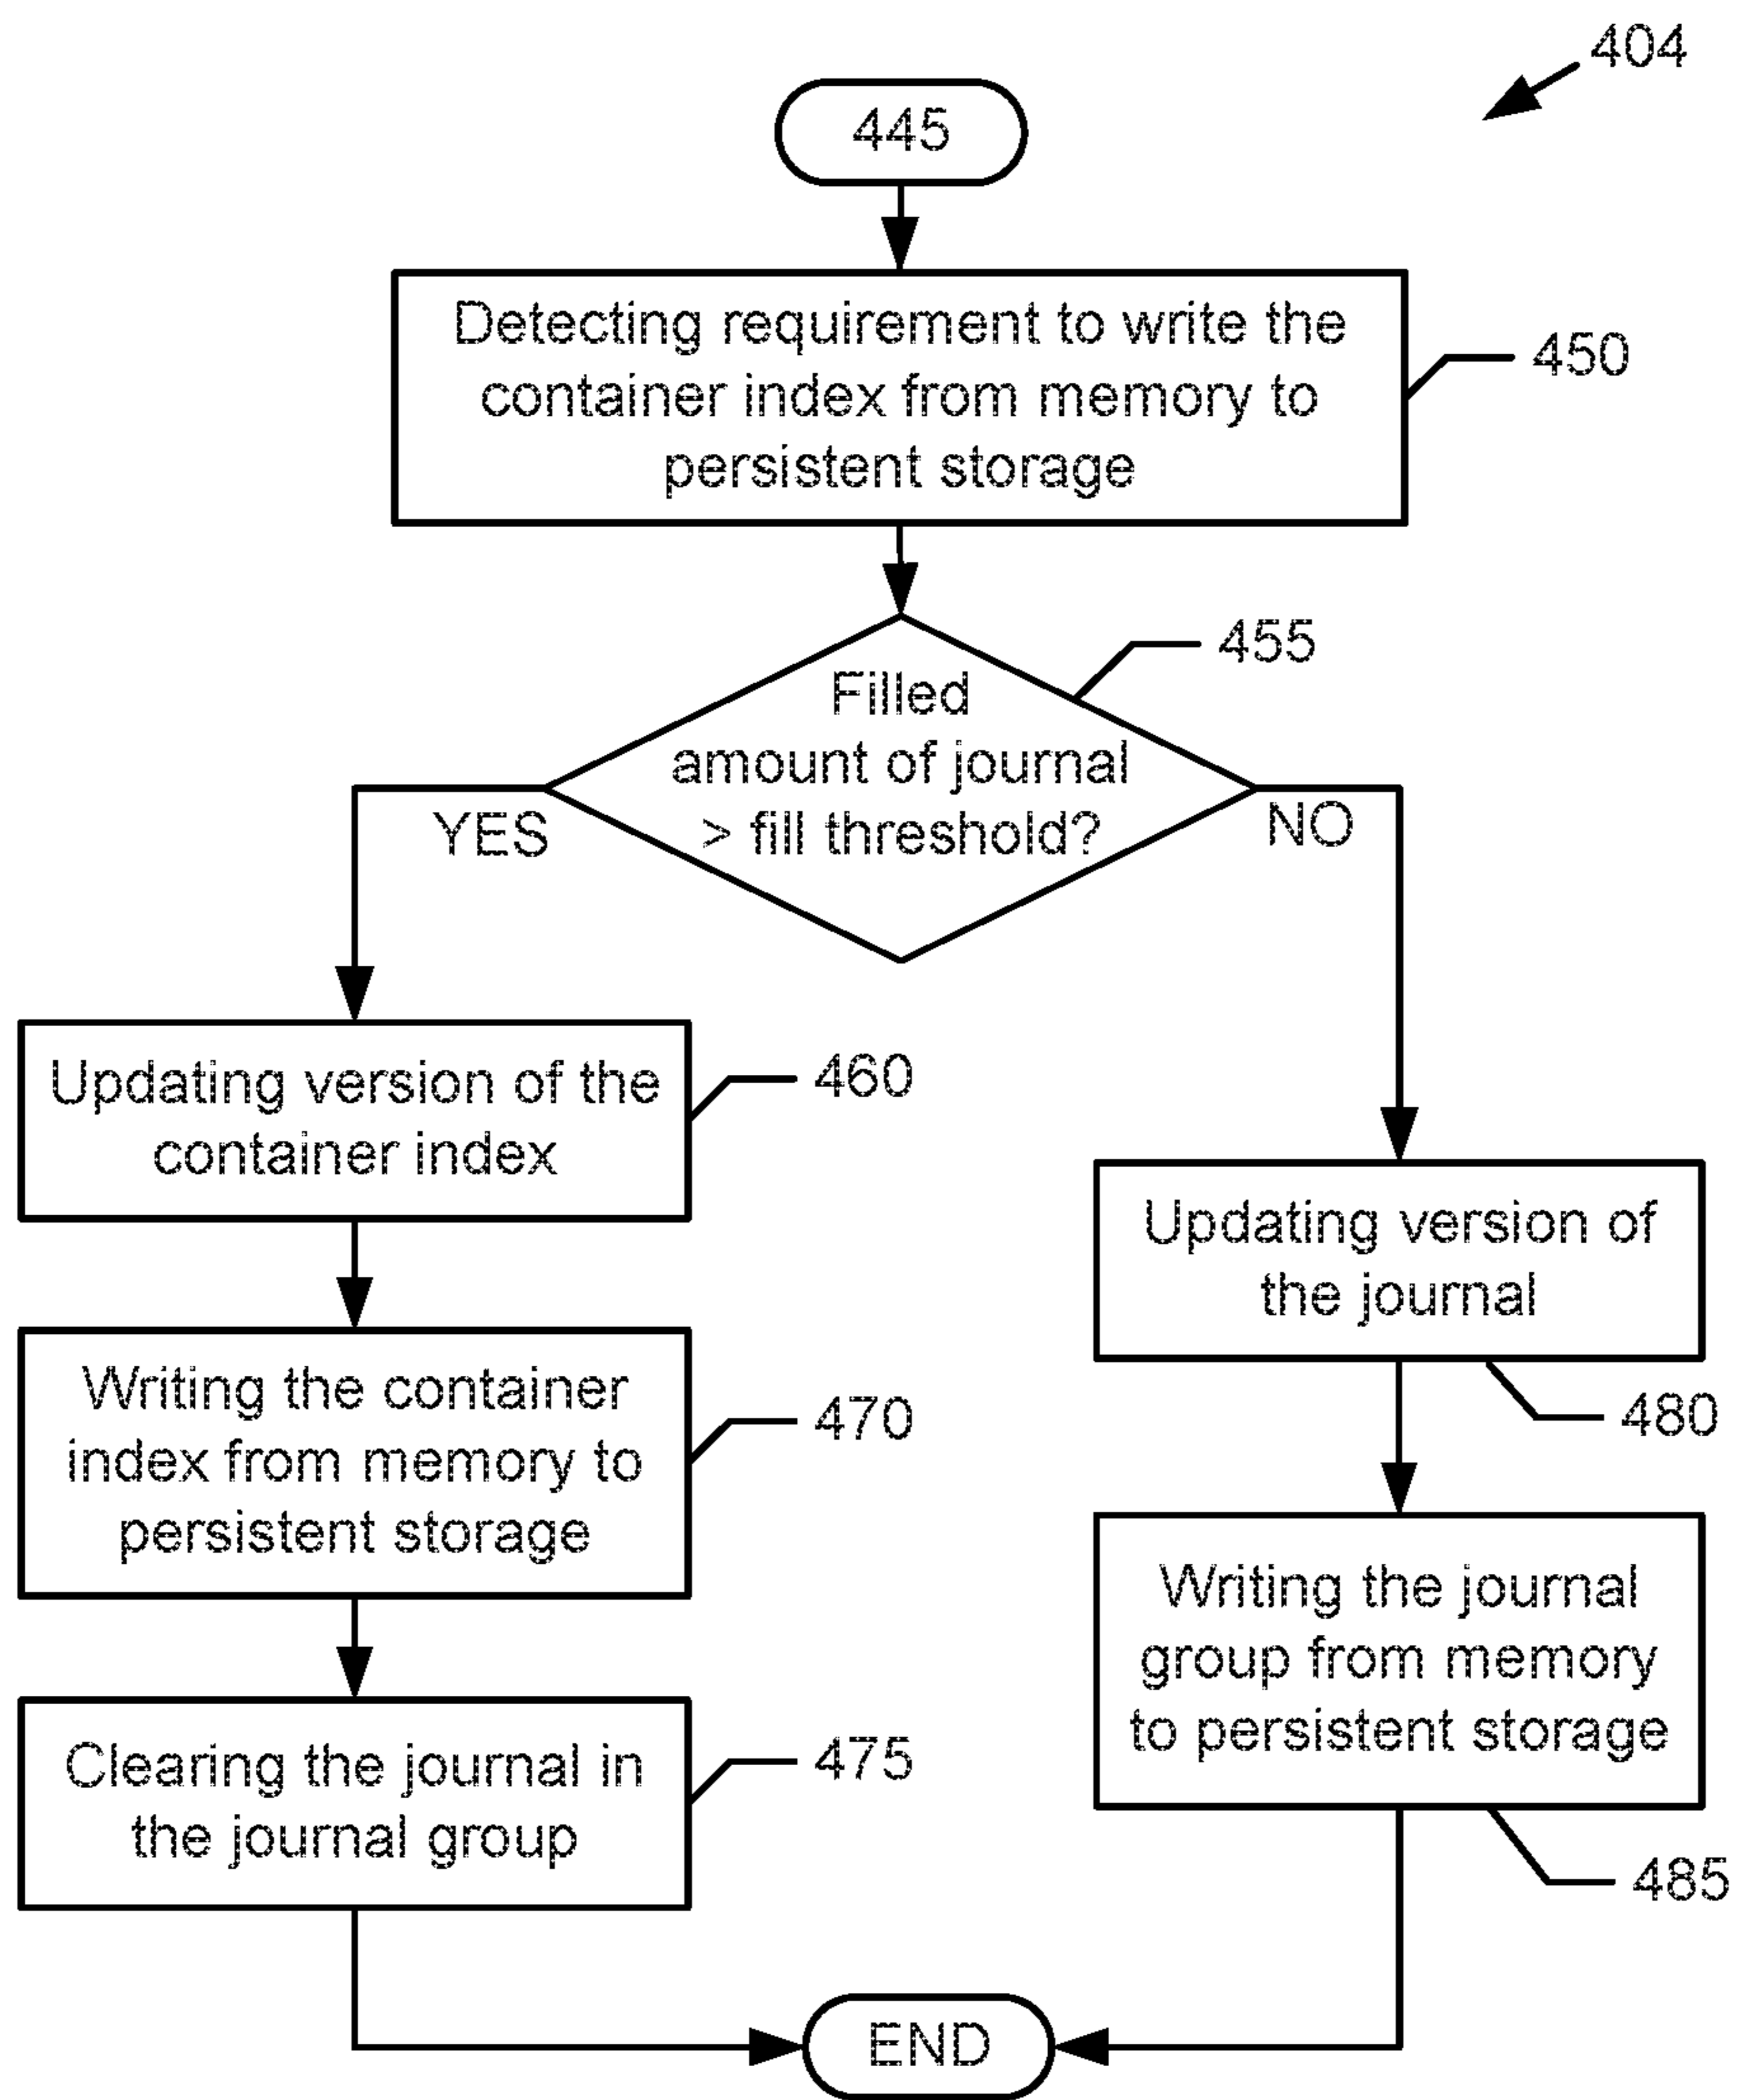 404
445
Detecting requirement to write the
container index from memory to
persistent storage
450
455
Filled
amount of journal
> fill threshold?
YES
NO
Updating version of the
container index
460
Updating version of
the journal
480
Writing the container
index from memory to
persistent storage
470
Writing the journal
group from memory
to persistent storage
485
Clearing the journal in
the journal group
475
END